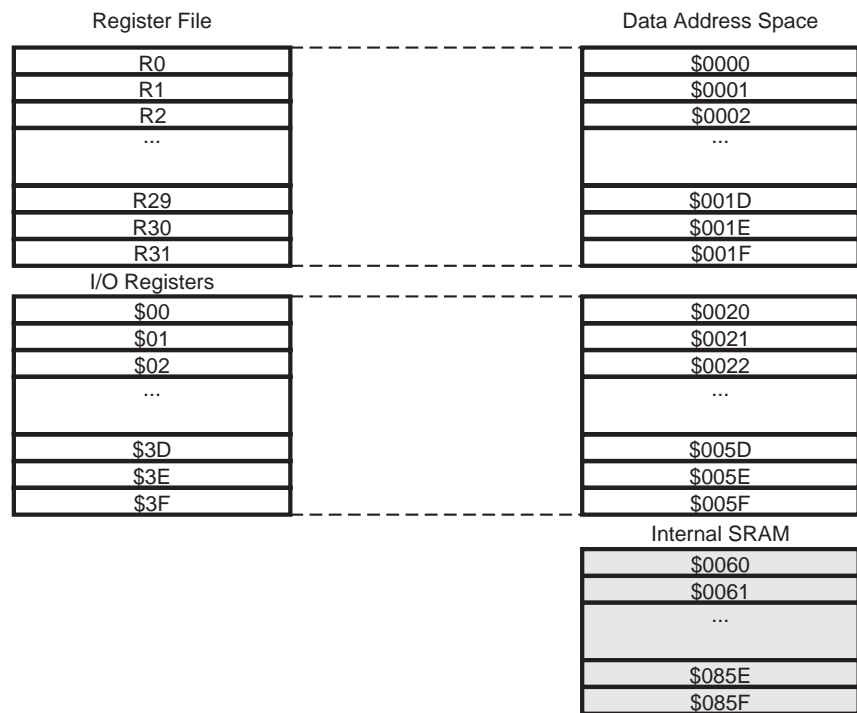 Register File Data Address Space
R0 $0000
R1 $0001
R2 $0002
... ...
R29 $001D
R30 $001E
R31 $001F
I/O Registers
$00 $0020
$01 $0021
$02 $0022
... ...
$3D $005D
$3E $005E
$3F $005F
Internal SRAM
$0060
$0061
...
$085E
$085F